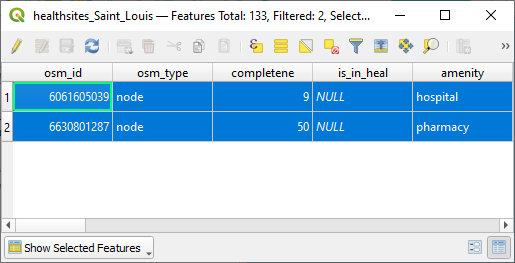 healthsites_Saint_Louis — Features Total: 133, Filtered: 2, Selec...
osm_id osm_type completene is_in_heal amenity
1 6061605039 node 9 NULL hospital
2 6630801287 node 50 NULL pharmacy
Show Selected Features